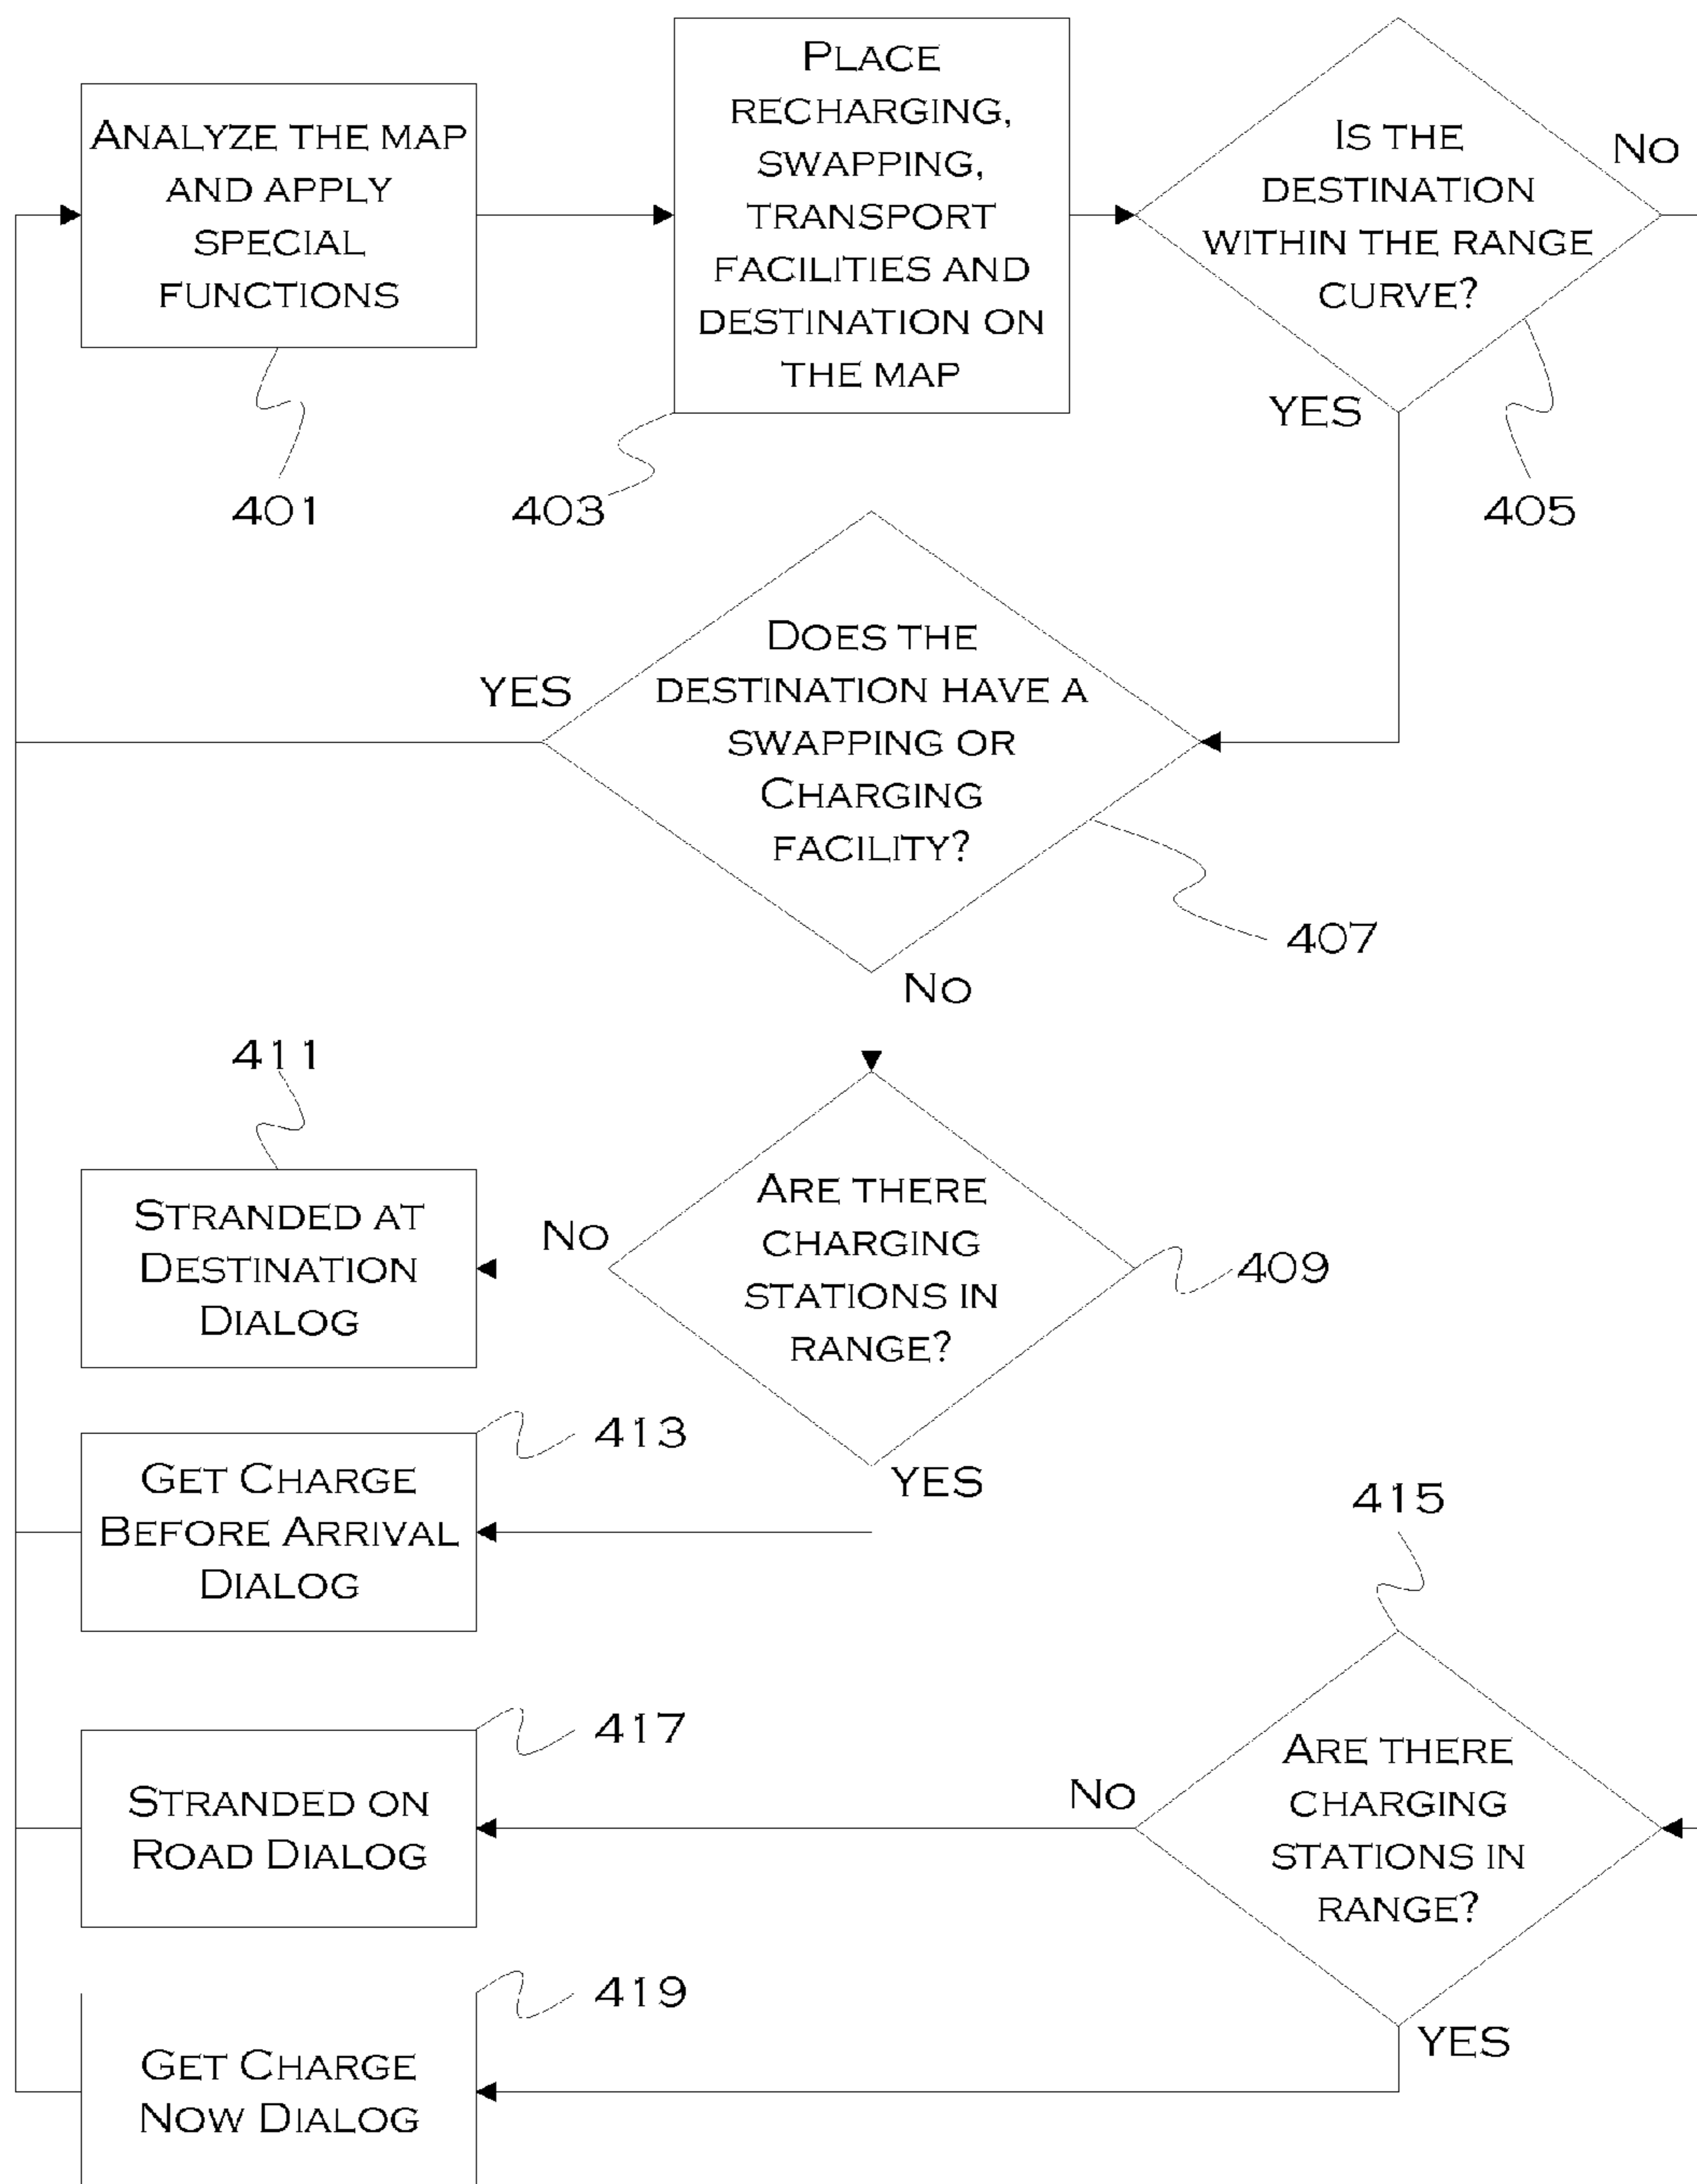 Analyze the map
and apply
special
functions
401
Place
recharging,
swapping,
transport
facilities and
destination on
the map
403
Is the
destination
within the range
curve?
No
YES
405
Does the
destination have a
swapping or
Charging
facility?
YES
No
407
411
Stranded at
Destination
Dialog
No
Are there
charging
stations in
range?
409
YES
413
Get Charge
Before Arrival
Dialog
415
417
Stranded on
Road Dialog
No
Are there
charging
stations in
range?
YES
419
Get Charge
Now Dialog